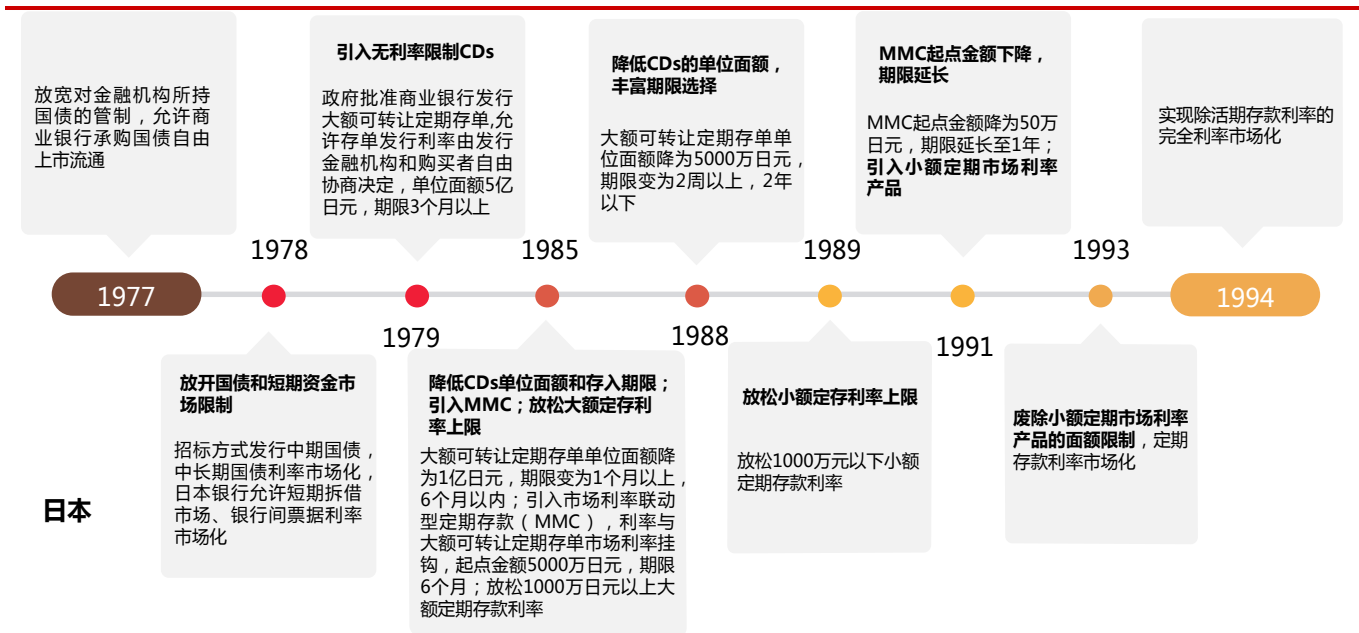 放宽对金融机构所持
国债的管制，允许商
业银行承购国债自由
上市流通
1977
1978
放开国债和短期资金市
场限制
招标方式发行中期国债，
中长期国债利率市场化，
日本银行允许短期拆借
市场、银行间票据利率
市场化
引入无利率限制CDs
政府批准商业银行发行
大额可转让定期存单,允
许存单发行利率由发行
金融机构和购买者自由
协商决定，单位面额5亿
日元，期限3个月以上
1979
1985
降低CDs单位面额和存入期限；
引入MMC；放松大额定存利
率上限
大额可转让定期存单单位面额降
为1亿日元，期限变为1个月以上，
6个月以内；引入市场利率联动
型定期存款（MMC），利率与
大额可转让定期存单市场利率挂
钩，起点金额5000万日元，期限
6个月；放松1000万日元以上大
额定期存款利率
降低CDs的单位面额，
丰富期限选择
大额可转让定期存单单
位面额降为5000万日元，
期限变为2周以上，2年
以下
1988
1989
放松小额定存利率上限
放松1000万元以下小额
定期存款利率
MMC起点金额下降，
期限延长
MMC起点金额降为50万
日元，期限延长至1年；
引入小额定期市场利率
产品
1991
1993
废除小额定期市场利率
产品的面额限制，定期
存款利率市场化
实现除活期存款利率的
完全利率市场化
1994
日本